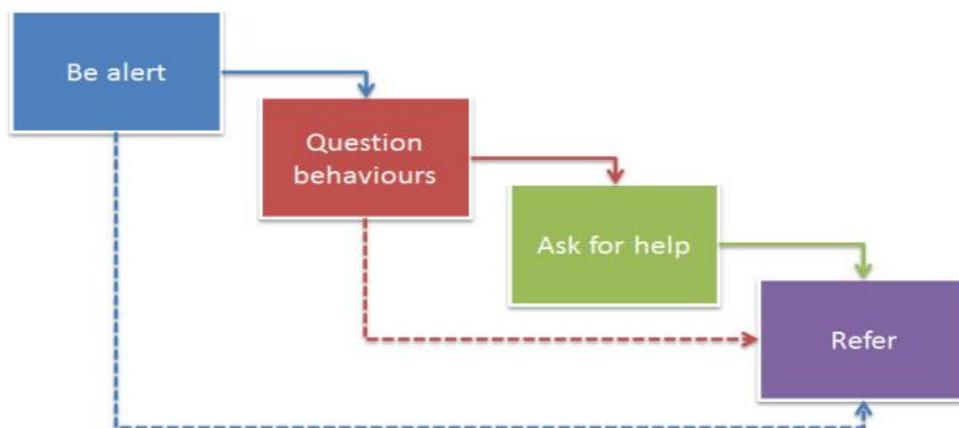 Be alert
Question
behaviours
Ask for help
Refer